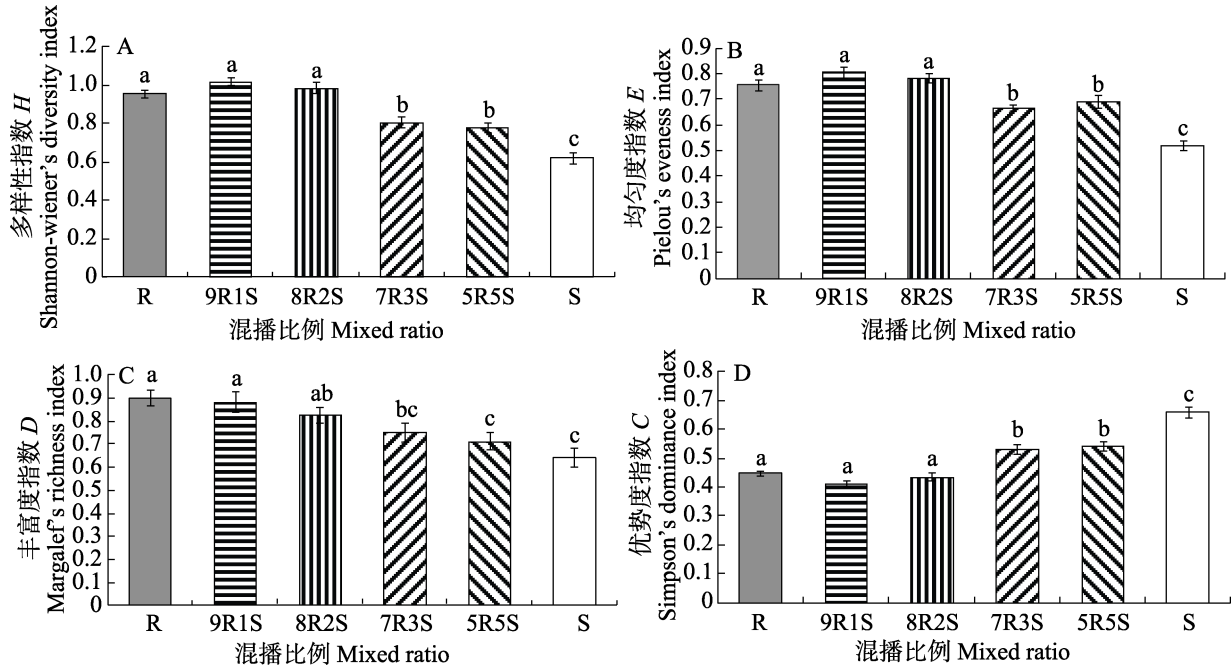 A
多样性指数 H
Shannon-wiener's diversity index
1.2
1.0
0.8
0.6
0.4
0.2
0
a
a
a
b
b
c
R
9R1S
8R2S
7R3S
5R5S
S
混播比例 Mixed ratio
B
均匀度指数 E
Pielou's eveness index
0.9
0.8
0.7
0.6
0.5
0.4
0.3
0.2
0.1
0
a
a
a
b
b
c
R
9R1S
8R2S
7R3S
5R5S
S
混播比例 Mixed ratio
C
丰富度指数 D
Margalef's richness index
1.0
0.9
0.8
0.7
0.6
0.5
0.4
0.3
0.2
0.1
0
a
a
ab
bc
c
c
R
9R1S
8R2S
7R3S
5R5S
S
混播比例 Mixed ratio
D
优势度指数 C
Simpson's dominance index
0.8
0.7
0.6
0.5
0.4
0.3
0.2
0.1
0
a
a
a
b
b
c
R
9R1S
8R2S
7R3S
5R5S
S
混播比例 Mixed ratio